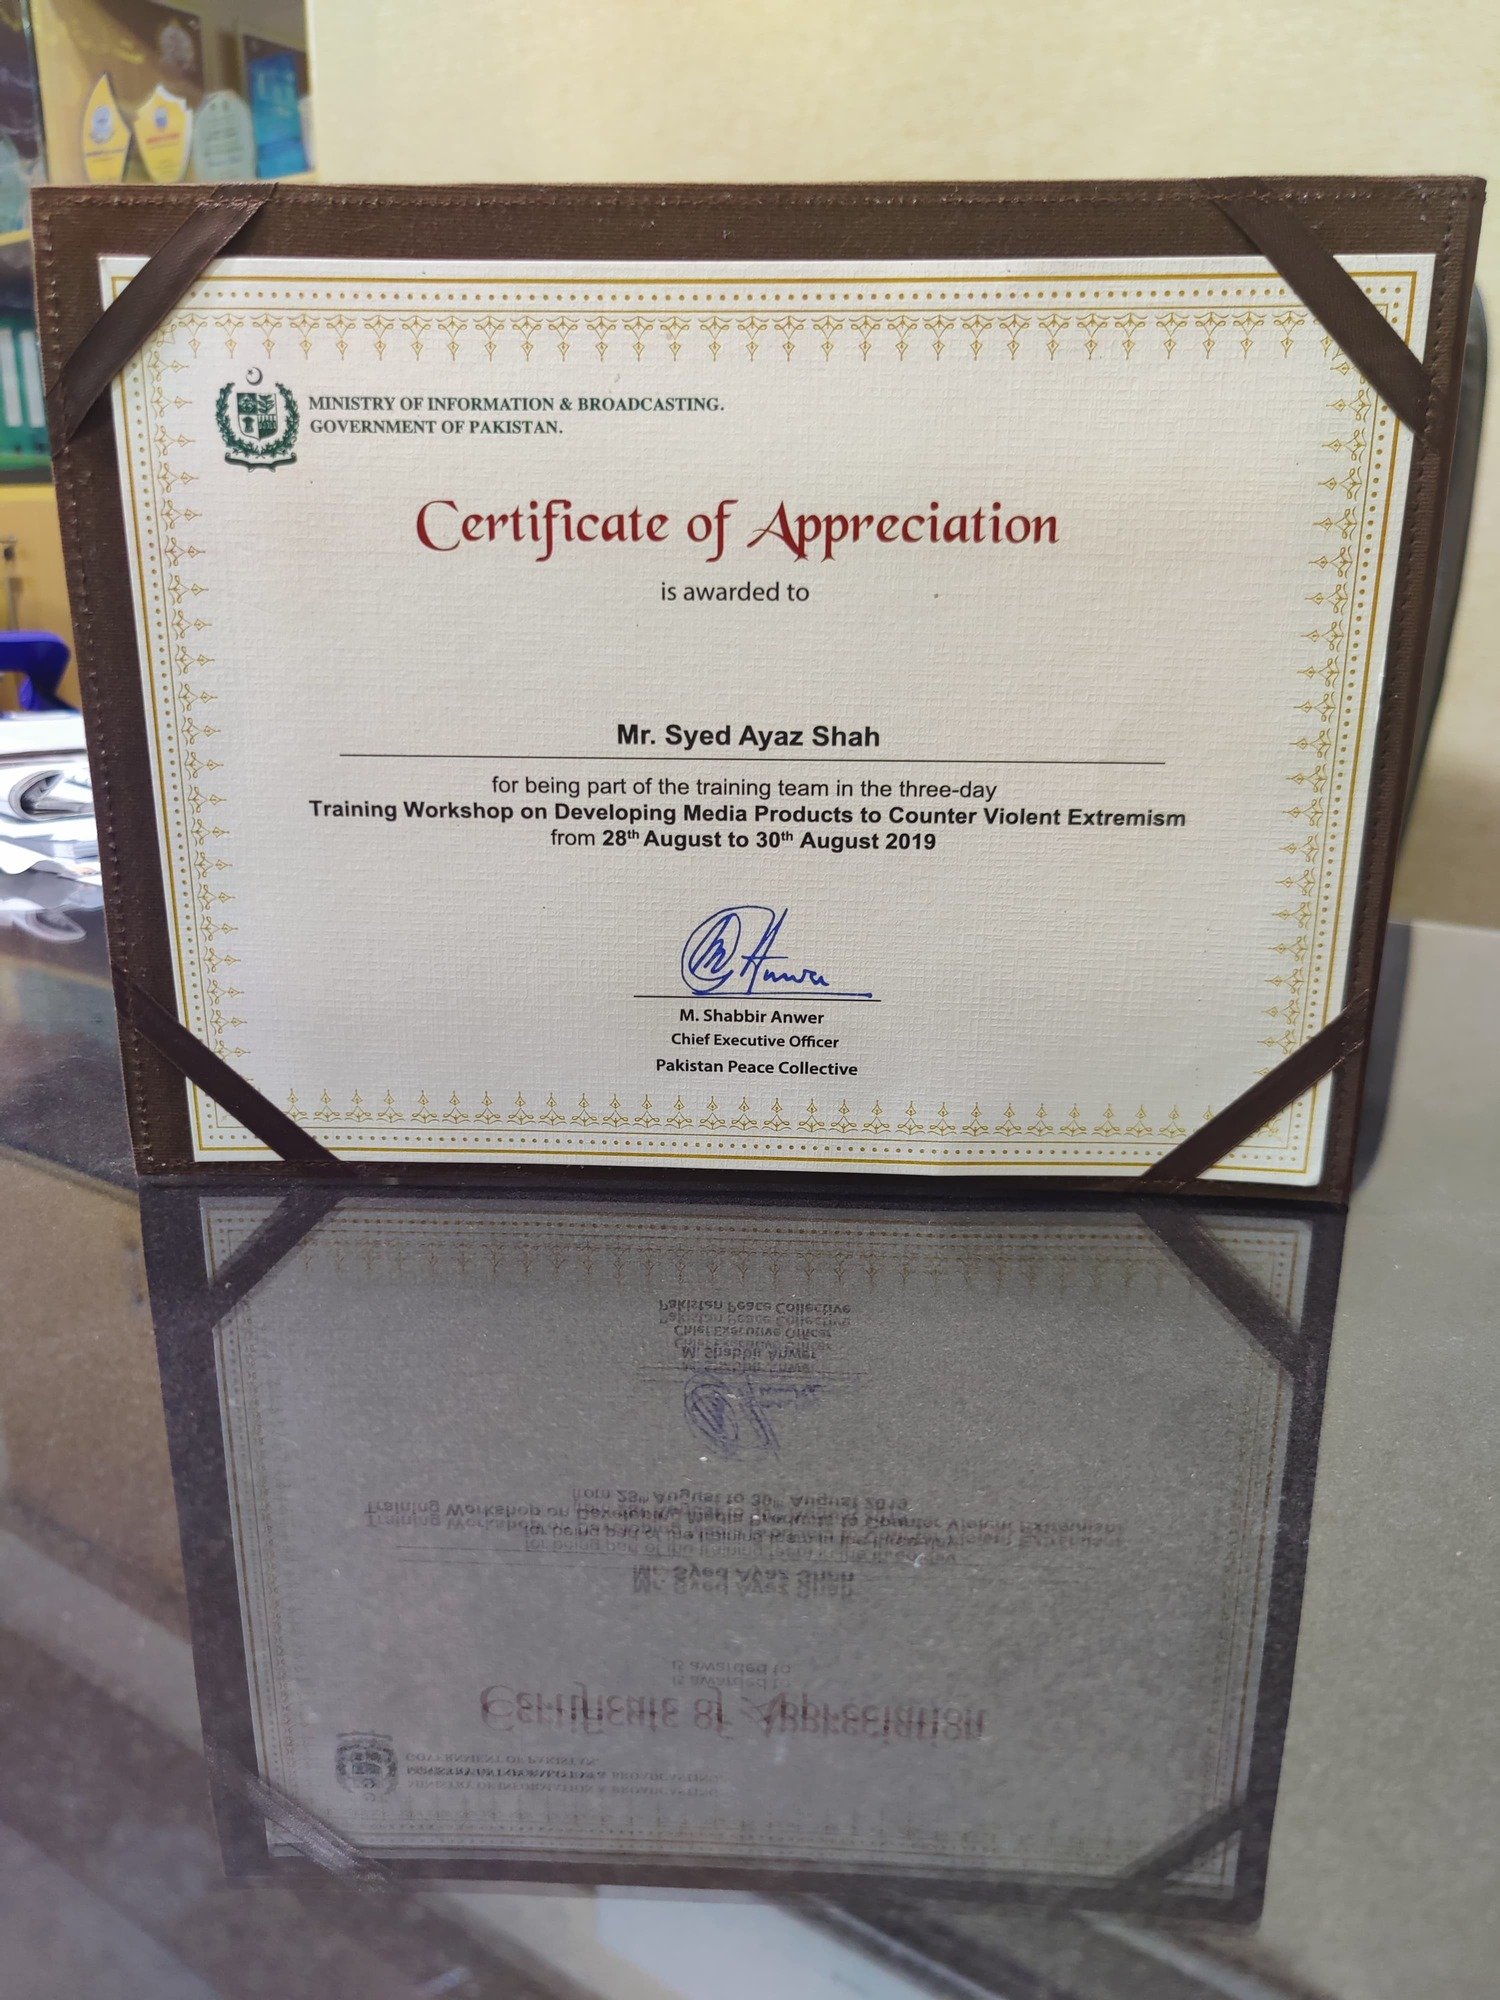 MINISTRY OF INFORMATION & BROADCASTING.
GOVERNMENT OF PAKISTAN.
Certificate of Appreciation
is awarded to
Mr. Syed Ayaz Shah
for being part of the training team in the three-day
Training Workshop on Developing Media Products to Counter Violent Extremism
from 28th August to 30th August 2019
M. Shabbir Anwer
Chief Executive Officer
Pakistan Peace Collective